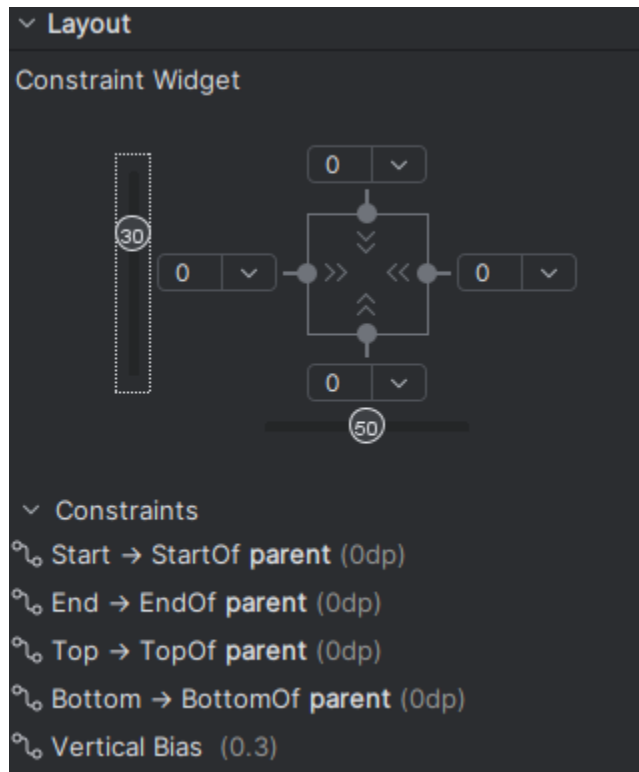 Layout
Constraint Widget
0
30
0
0
0
50
Constraints
Start → StartOf parent (0dp)
End → EndOf parent (0dp)
Top → TopOf parent (0dp)
Bottom → BottomOf parent (0dp)
Vertical Bias (0.3)